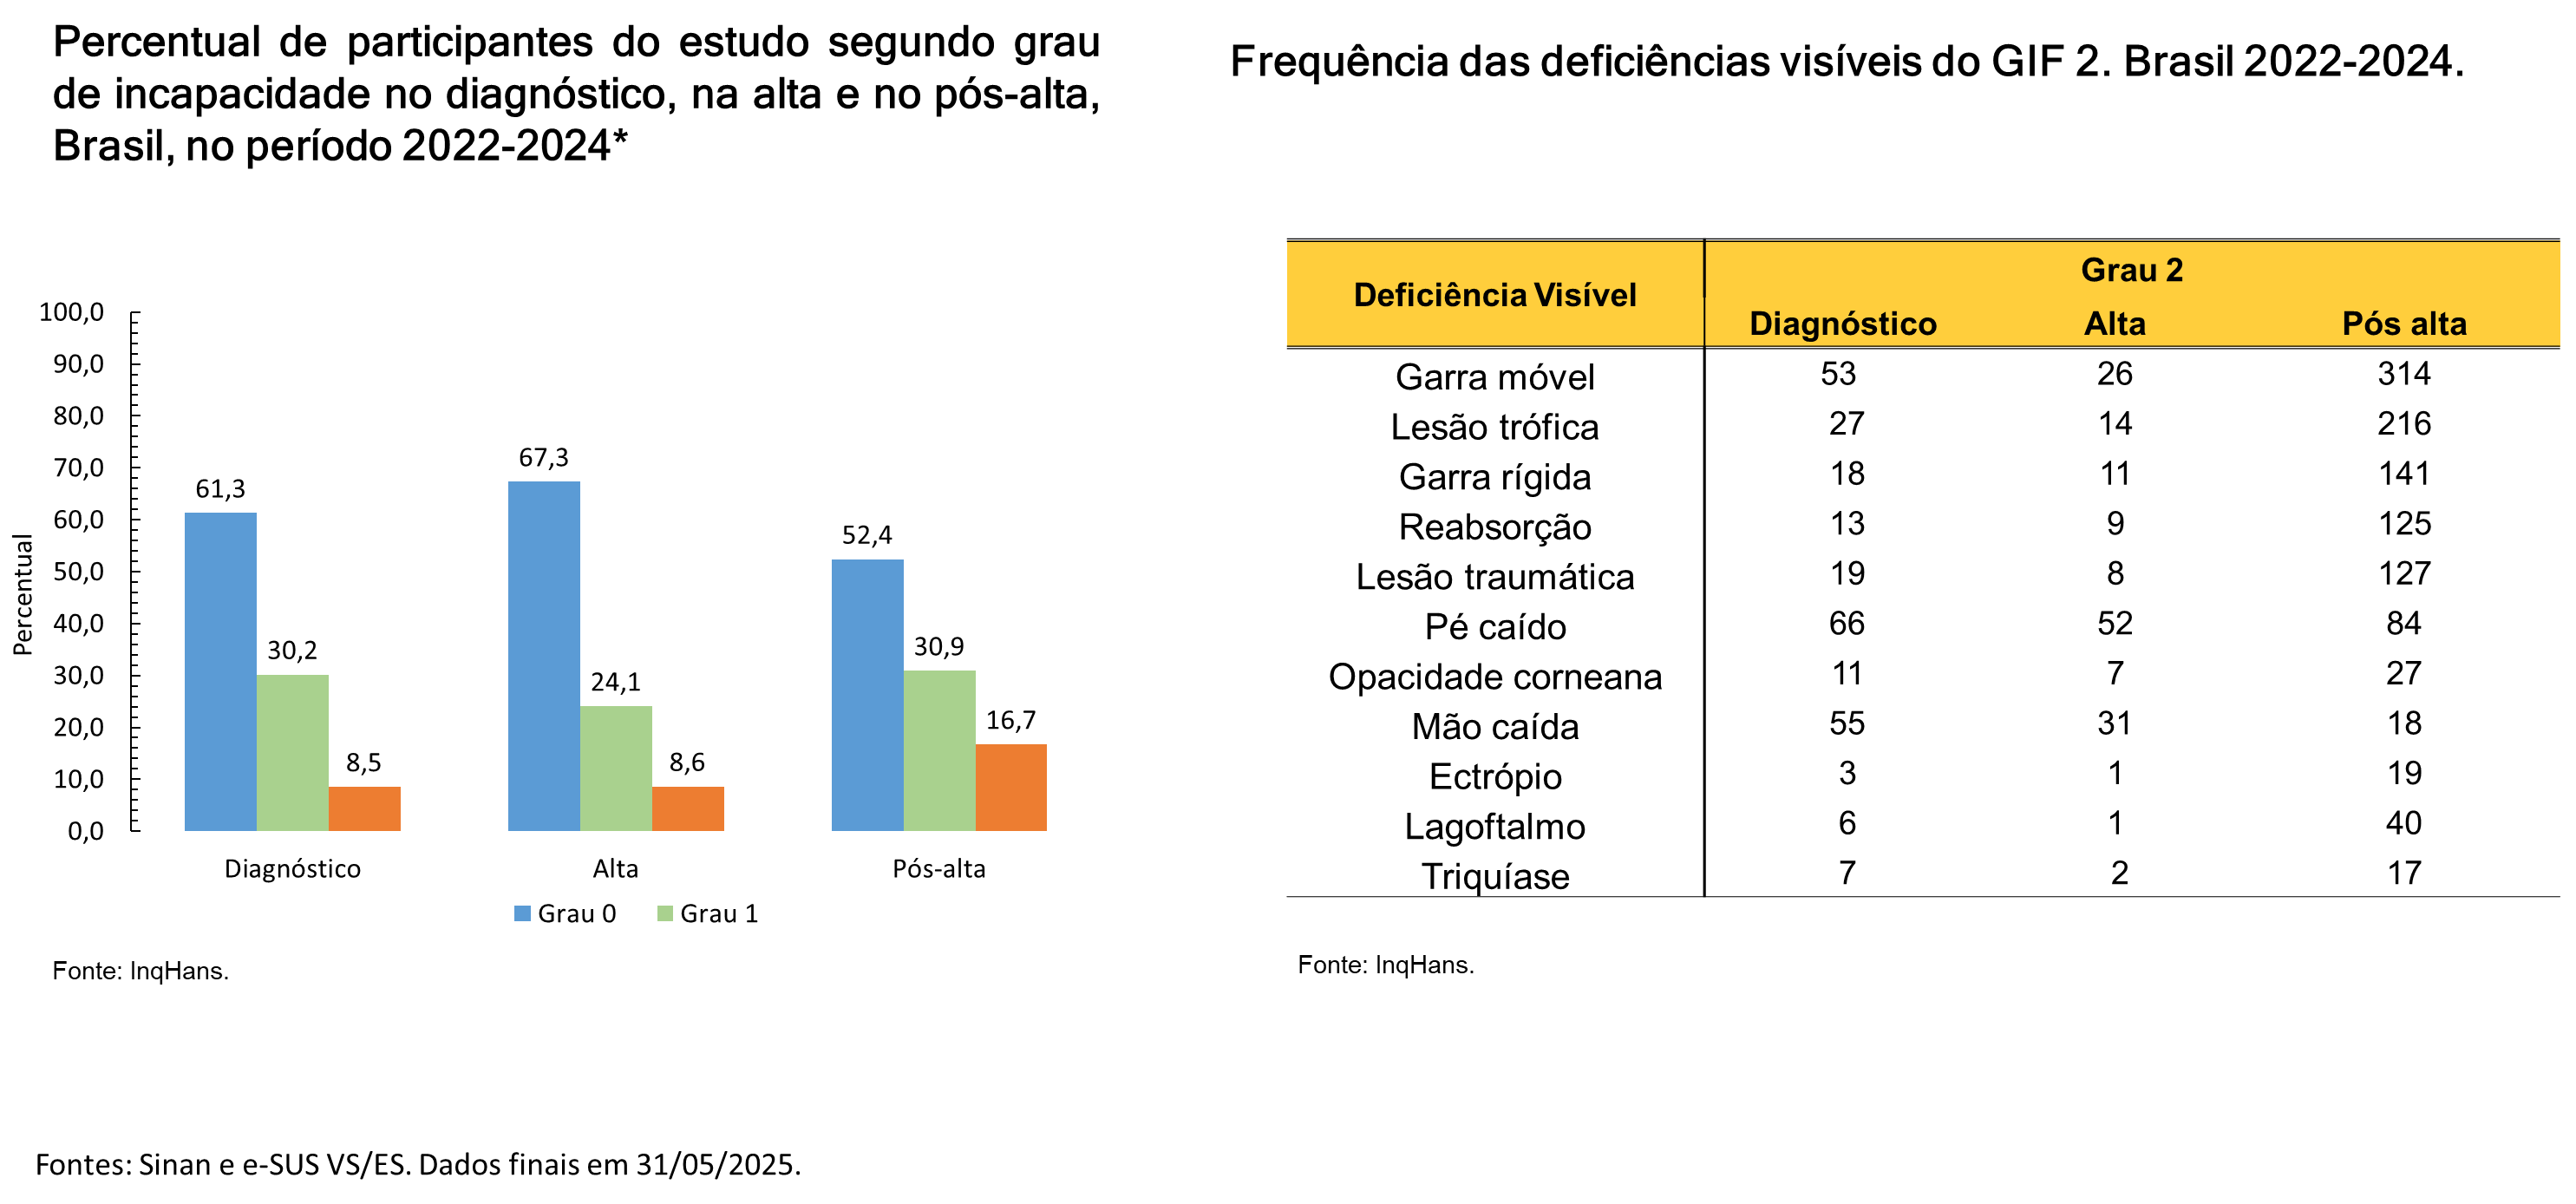 Percentual de participantes do estudo segundo grau
de incapacidade no diagnóstico, na alta e no pós-alta,
Brasil, no período 2022-2024*
100,0
90,0
80,0
70,0
60,0
50,0
40,0
30,0
20,0
10,0
0,0
Percentual
61,3
30,2
8,5
67,3
24,1
8,6
52,4
30,9
16,7
Diagnóstico Alta Pós-alta
Grau 0 Grau 1
Fonte: InqHans.
Frequência das deficiências visíveis do GIF 2. Brasil 2022-2024.
Deficiência Visível Grau 2
Diagnóstico Alta Pós alta
Garra móvel 53 26 314
Lesão trófica 27 14 216
Garra rígida 18 11 141
Reabsorção 13 9 125
Lesão traumática 19 8 127
Pé caído 66 52 84
Opacidade corneana 11 7 27
Mão caída 55 31 18
Ectrópio 3 1 19
Lagoftalmo 6 1 40
Triquíase 7 2 17
Fonte: InqHans.
Fontes: Sinan e e-SUS VS/ES. Dados finais em 31/05/2025.